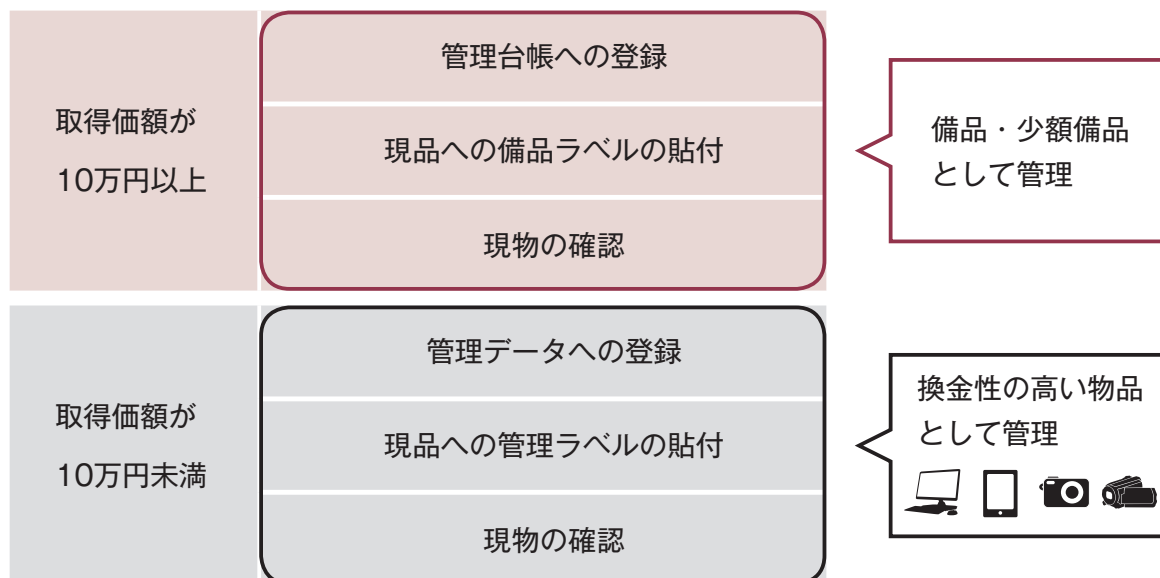 取得価額が
10万円以上
管理台帳への登録
現品への備品ラベルの貼付
現物の確認
備品・少額備品
として管理
取得価額が
10万円未満
管理データへの登録
現品への管理ラベルの貼付
現物の確認
換金性の高い物品
として管理